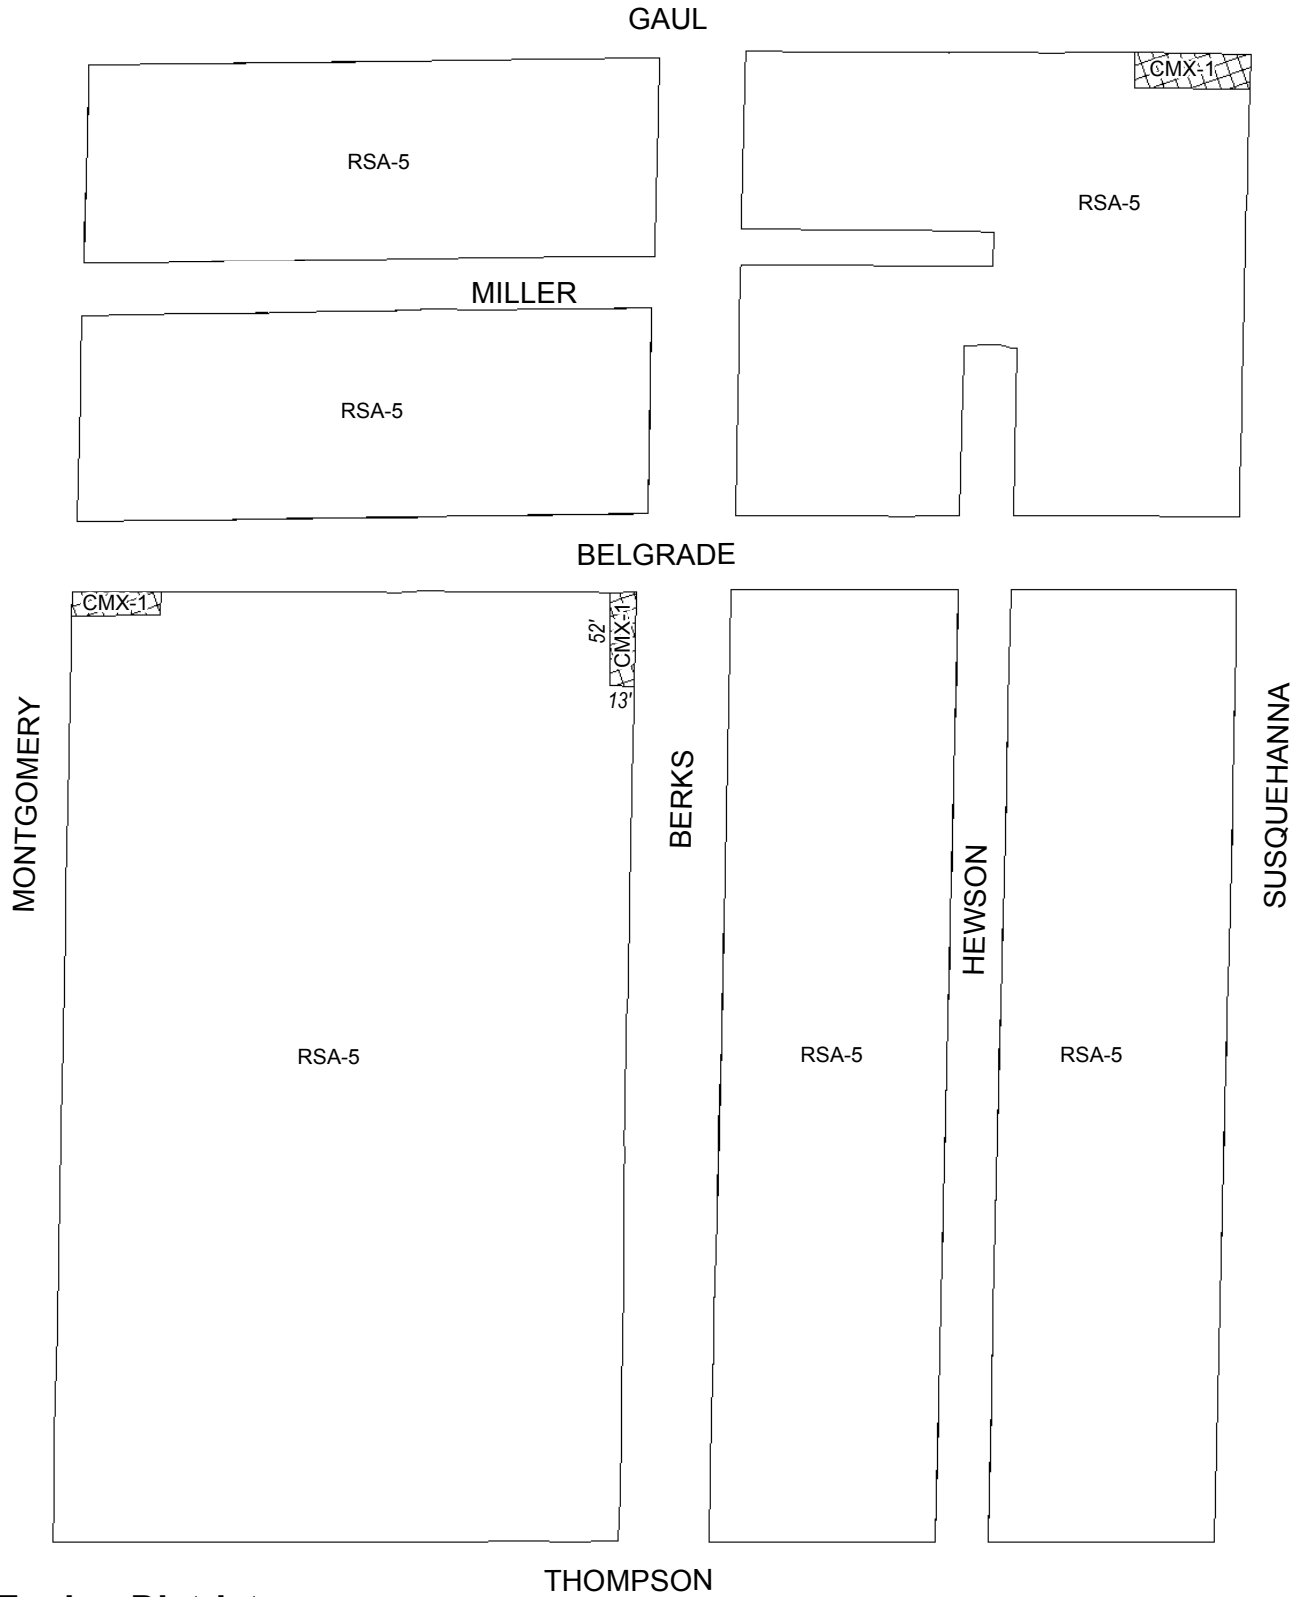 GAUL
CMX-1
RSA-5
RSA-5
MILLER
RSA-5
BELGRADE
CMX-1
CMX-1
52'
13'
MONTGOMERY
BERKS
HEWSON
SUSQUEHANNA
RSA-5
RSA-5
RSA-5
THOMPSON